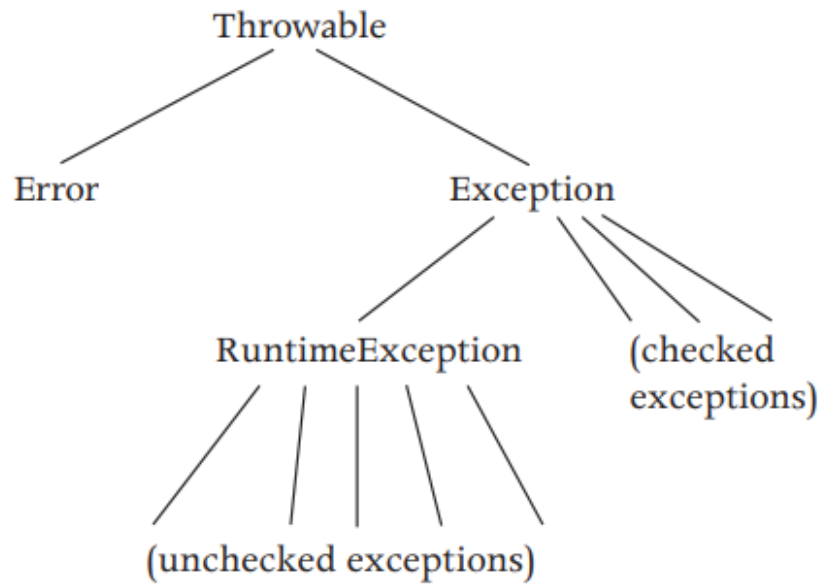 Throwable
Error
Exception
RuntimeException
(checked
exceptions)
(unchecked exceptions)